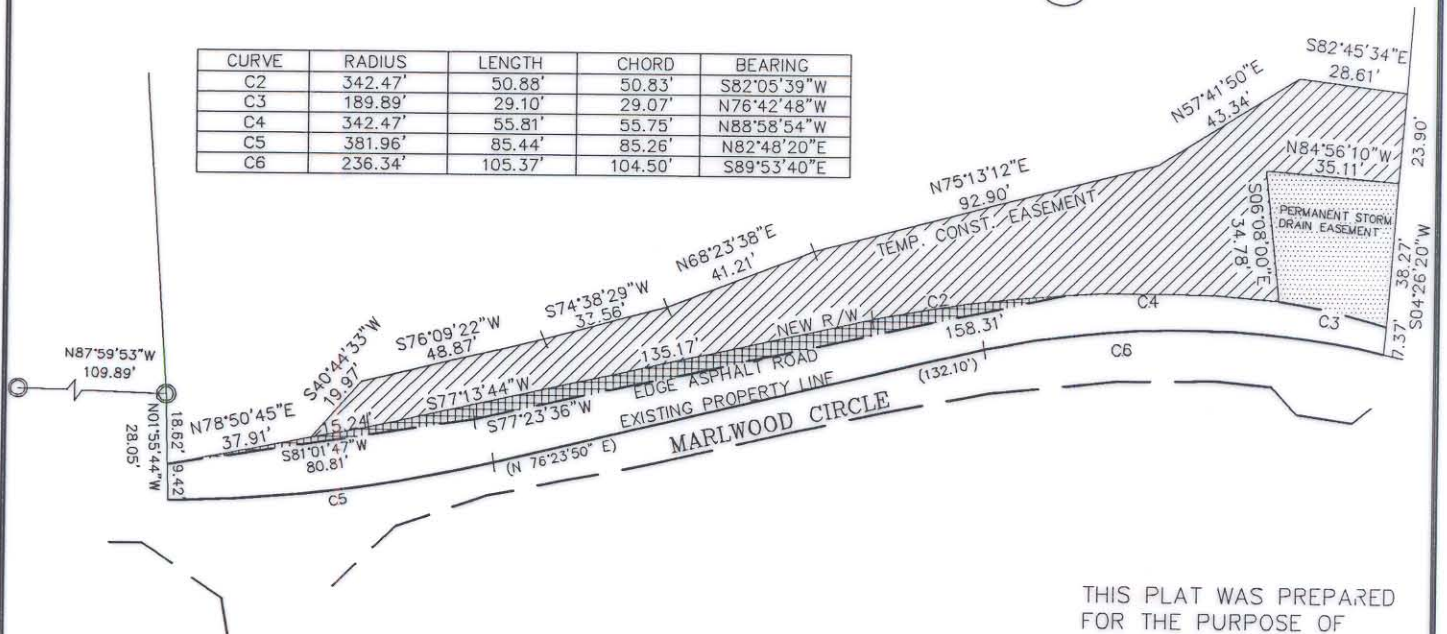 CURVE RADIUS LENGTH CHORD BEARING
C2 342.47' 50.88' 50.83' S82°05'39"W
C3 189.89' 29.10' 29.07' N76°42'48"W
C4 342.47' 55.81' 55.75' N88°58'54"W
C5 381.96' 85.44' 85.26' N82°48'20"E
C6 236.34' 105.37' 104.50' S89°53'40"E
S82°45'34"E
28.61'
N57°41'50"E
43.34'
23.90'
N84°56'10"W
35.11'
N75°13'12"E
92.90'
TEMP. CONST. EASEMENT
PERMANENT STORM
DRAIN EASEMENT
S06°08'00"E
34.78'
38.27'
S04°26'20"W
7.37'
N68°23'38"E
41.21'
S74°38'29"W
33.56'
S76°09'22"W
48.87'
S40°44'33"W
19.97'
NEW R/W
C2
C4
C3
158.31'
135.17'
C6
EDGE ASPHALT ROAD
(132.10')
S77°13'44"W
S77°23'36"W
EXISTING PROPERTY LINE
MARLWOOD CIRCLE
(N 76°23'50" E)
N87°59'53"W
109.89'
N78°50'45"E
37.91'
15.24'
S81°01'47"W
80.81'
18.62'
9.42'
N01°55'44"W
28.05'
C5
THIS PLAT WAS PREPARED
FOR THE PURPOSE OF